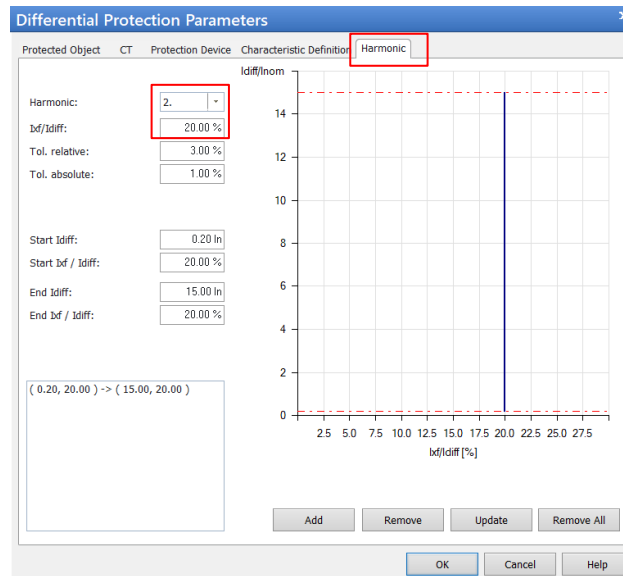 Differential Protection Parameters
Protected Object CT Protection Device Characteristic Definition Harmonic
Idiff/Inom
Harmonic: 2.
Ixf/Idiff: 20.00 %
Tol. relative: 3.00 %
Tol. absolute: 1.00 %
Start Idiff: 0.20 In
Start Ixf / Idiff: 20.00 %
End Idiff: 15.00 In
End Ixf / Idiff: 20.00 %
( 0.20, 20.00 ) -> ( 15.00, 20.00 )
14
12
10
8
6
4
2
0
2.5 5.0 7.5 10.0 12.5 15.0 17.5 20.0 22.5 25.0 27.5
Ixf/Idiff [%]
Add Remove Update Remove All
OK Cancel Help